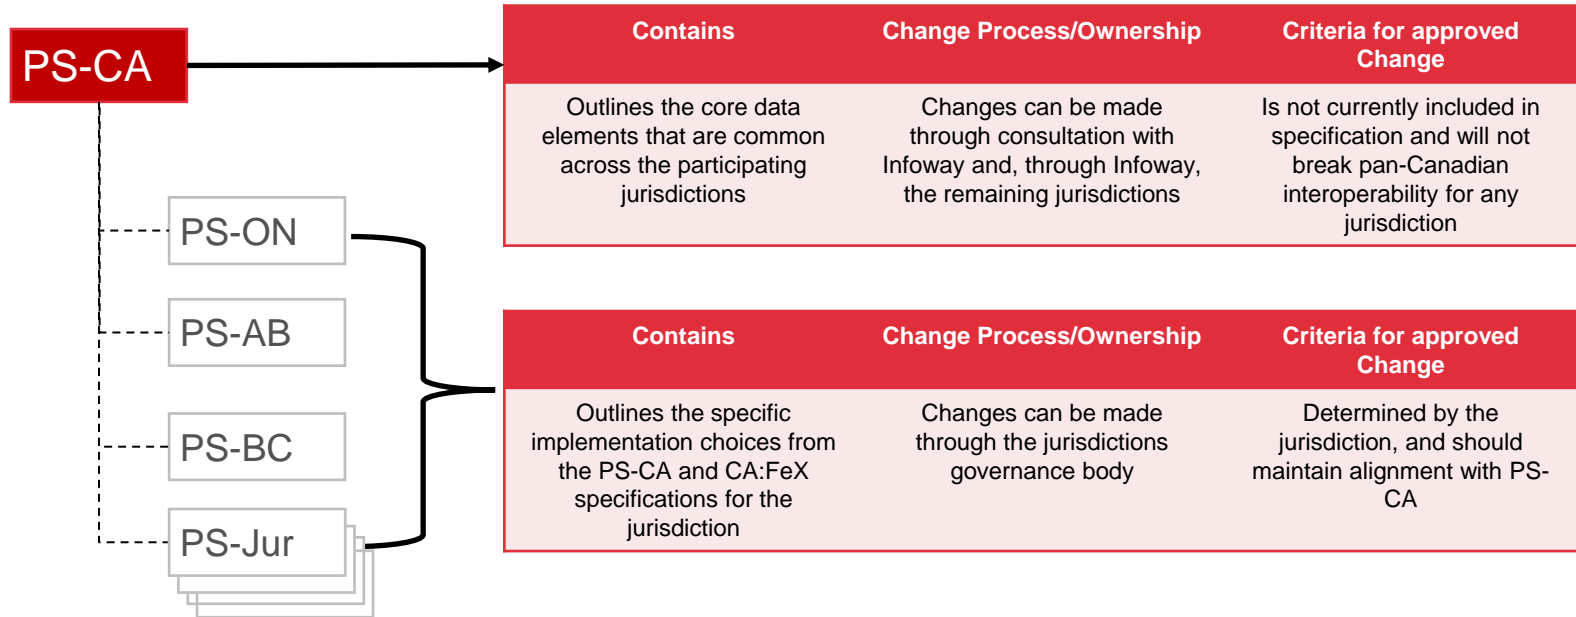 PS-CA
Contains
Change Process/Ownership
Criteria for approved
Change
Outlines the core data
elements that are common
across the participating
jurisdictions
Changes can be made
through consultation with
Infoway and, through Infoway,
the remaining jurisdictions
Is not currently included in
specification and will not
break pan-Canadian
interoperability for any
jurisdiction
PS-ON
PS-AB
PS-BC
PS-Jur
Contains
Change Process/Ownership
Criteria for approved
Change
Outlines the specific
implementation choices from
the PS-CA and CA:FeX
specifications for the
jurisdiction
Changes can be made
through the jurisdictions
governance body
Determined by the
jurisdiction, and should
maintain alignment with PS-
CA